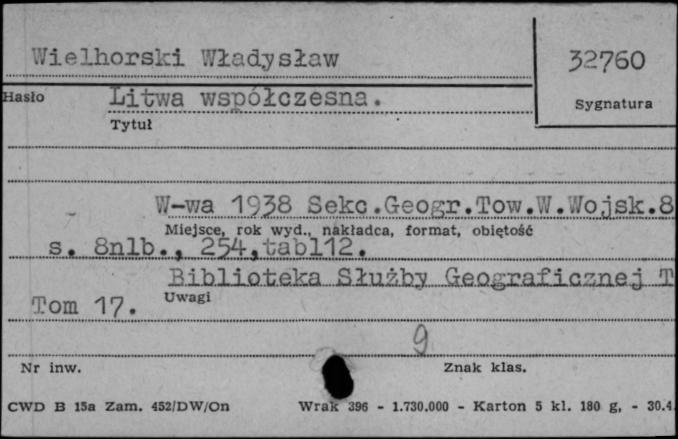 Wielhorski Władysław
32760
Hasło
Litwa współczesna.
Sygnatura
Tytuł
W-wa 1938 Sekc.Geogr.Tow.W.Wojsk.8
Miejsce, rok wyd., nakładca, format, objętość
s. 8nlb., 254,tabl12.
Biblioteka Służby Geograficznej T
Uwagi
Tom 17.
9
Nr inw.
Znak klas.
CWD B 15a Zam. 452/DW/On Wrak 396 - 1.730.000 - Karton 5 kl. 180 g, - 30.4